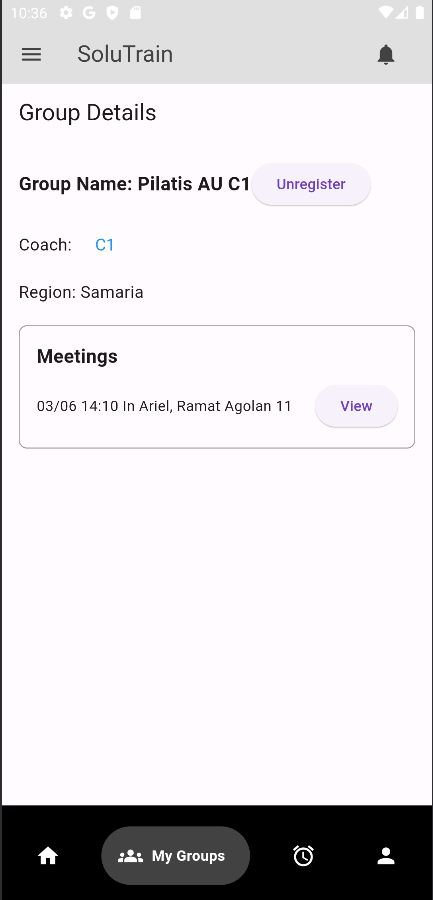 10:36
SoluTrain
Group Details
Group Name: Pilatis AU C1 Unregister
Coach: C1
Region: Samaria
Meetings
03/06 14:10 In Ariel, Ramat Agolan 11 View
My Groups